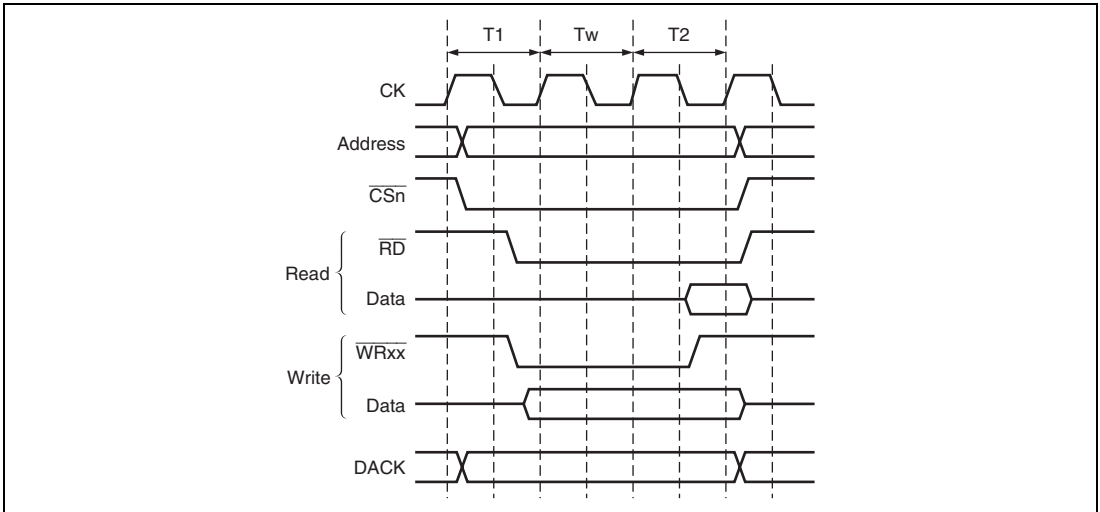 T1 Tw T2
CK
Address
CSn
RD
Read
Data
WRxx
Write
Data
DACK